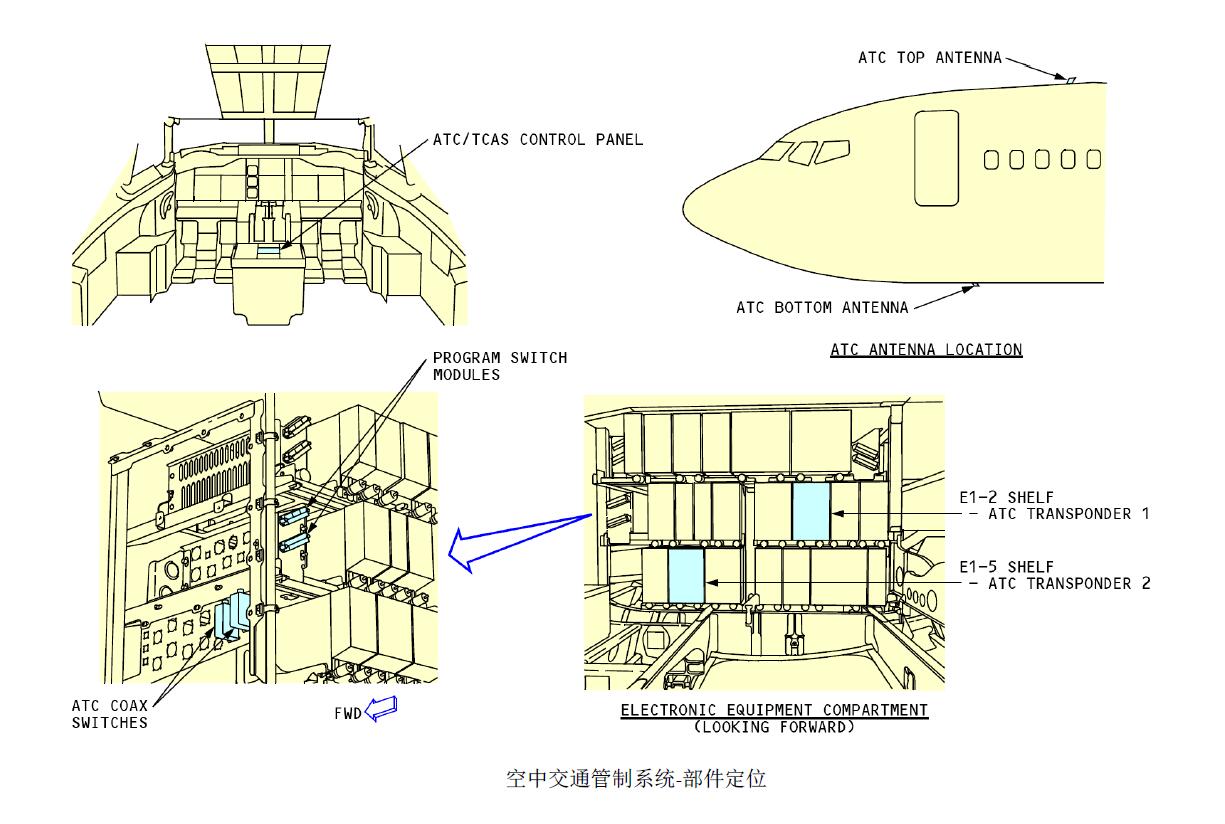 ATC TOP ANTENNA
ATC/TCAS CONTROL PANEL
ATC BOTTOM ANTENNA
ATC ANTENNA LOCATION
PROGRAM SWITCH
MODULES
E1-2 SHELF
- ATC TRANSPONDER 1
E1-5 SHELF
- ATC TRANSPONDER 2
ATC COAX
SWITCHES
FWD
ELECTRONIC EQUIPMENT COMPARTMENT
(LOOKING FORWARD)
空中交通管制系统-部件定位